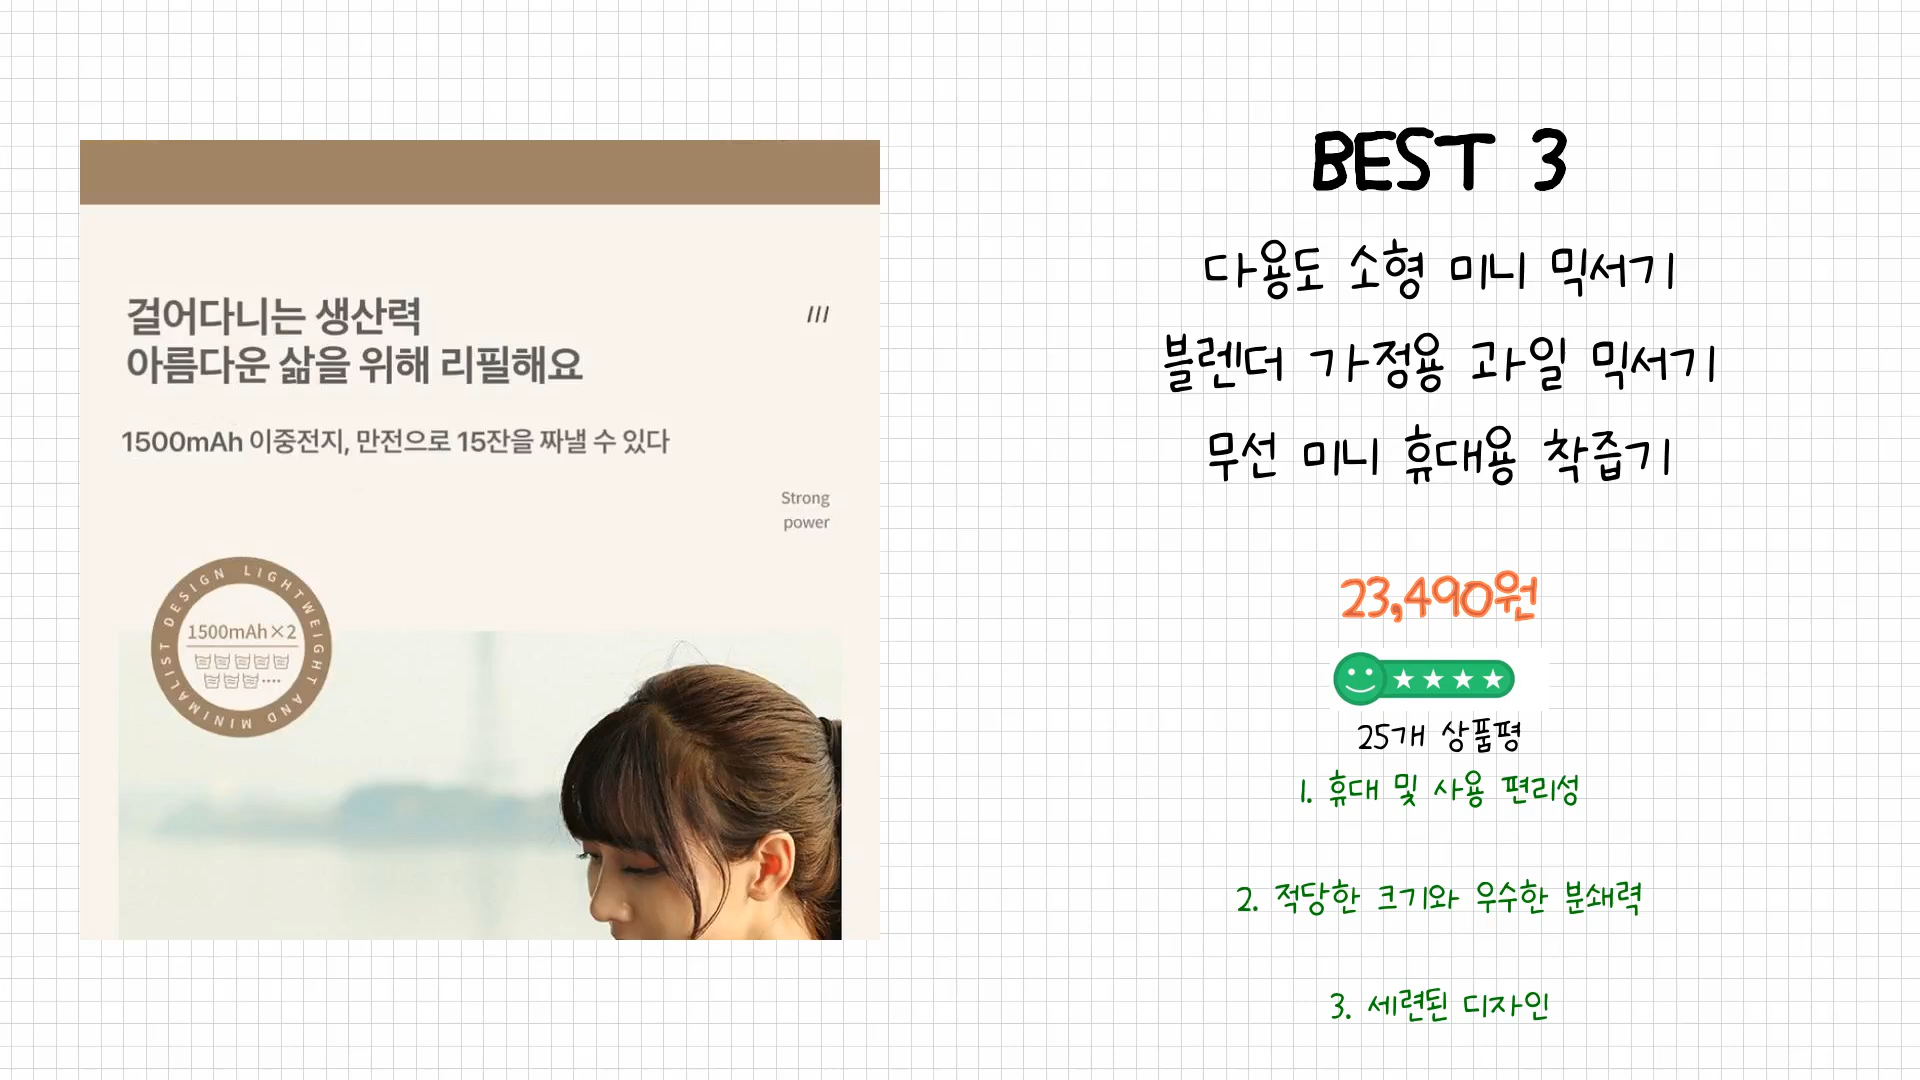 걸어다니는 생산력
아름다운 삶을 위해 리필해요
///
1500mAh 이중전지, 만전으로 15잔을 짜낼 수 있다
Strong
power
DESIGN LIGHTWEIGHT AND MINIMALIST
1500mAh×2
BEST 3
다용도 소형 미니 믹서기
블렌더 가정용 과일 믹서기
무선 미니 휴대용 착즙기
23,490원
25개 상품평
1. 휴대 및 사용 편리성
2. 적당한 크기와 우수한 분쇄력
3. 세련된 디자인